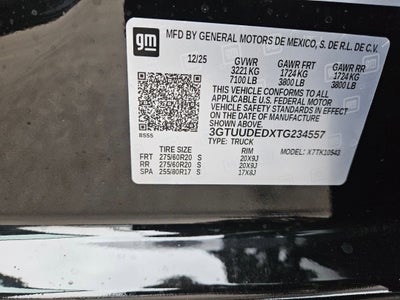 gm
MFD BY GENERAL MOTORS DE MEXICO, S. DE R.L. DE C.V.
12/25 GVWR GAWR FRT GAWR RR
3221 KG 1724 KG 1724 KG
7100 LB 3800 LB 3800 LB
THIS VEHICLE CONFORMS TO ALL
APPLICABLE U.S. FEDERAL MOTOR
VEHICLE SAFETY STANDARDS IN EFFECT
ON THE DATE OF MANUFACTURE SHOWN ABOVE.
3GTUUDEDXTG234557
TYPE: TRUCK MODEL: X7TK10543
TIRE SIZE RIM
FRT 275/60R20 S 20X9J
RR 275/60R20 S 20X9J
SPA 255/80R17 S 17X8J